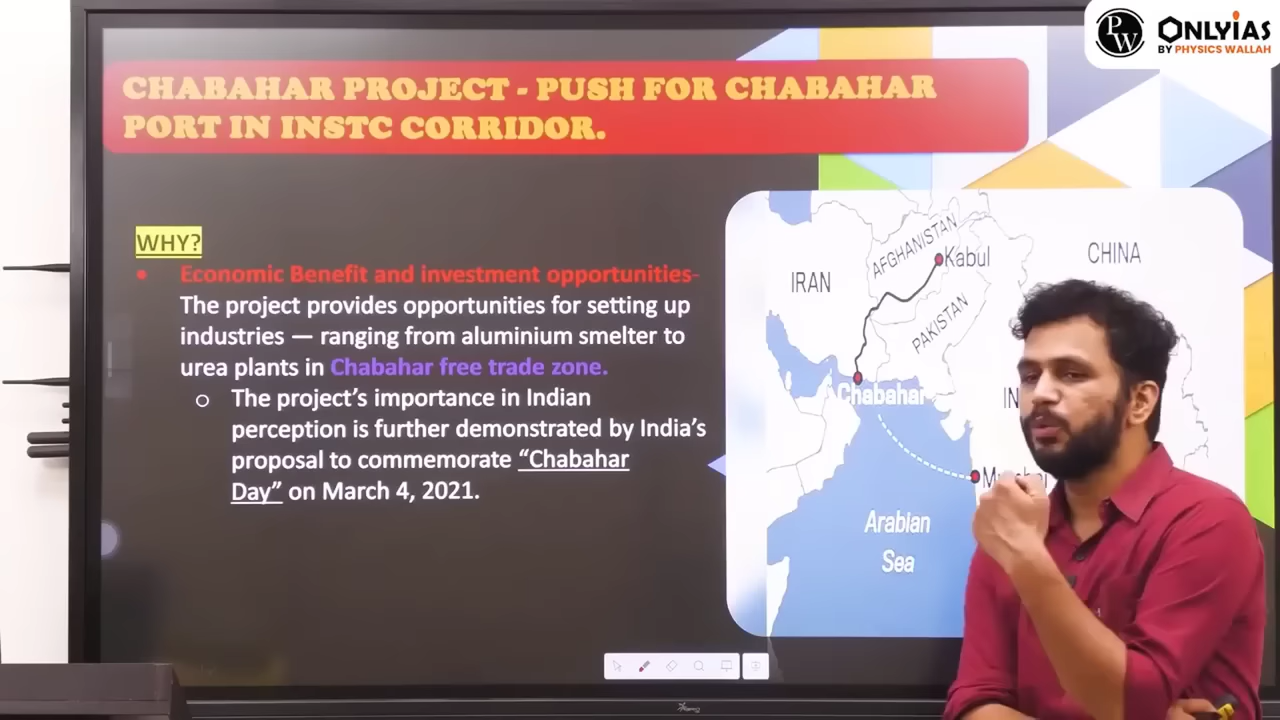 PW
ONLYIAS
BY PHYSICS WALLAH
CHABAHAR PROJECT - PUSH FOR CHABAHAR
PORT IN INSTC CORRIDOR.
WHY?
• Economic Benefit and investment opportunities-
The project provides opportunities for setting up
industries — ranging from aluminium smelter to
urea plants in Chabahar free trade zone.
The project’s importance in Indian
perception is further demonstrated by India’s
proposal to commemorate “Chabahar
Day” on March 4, 2021.
AFGHANISTAN
Kabul
CHINA
IRAN
PAKISTAN
Chabahar
Arabian
Sea